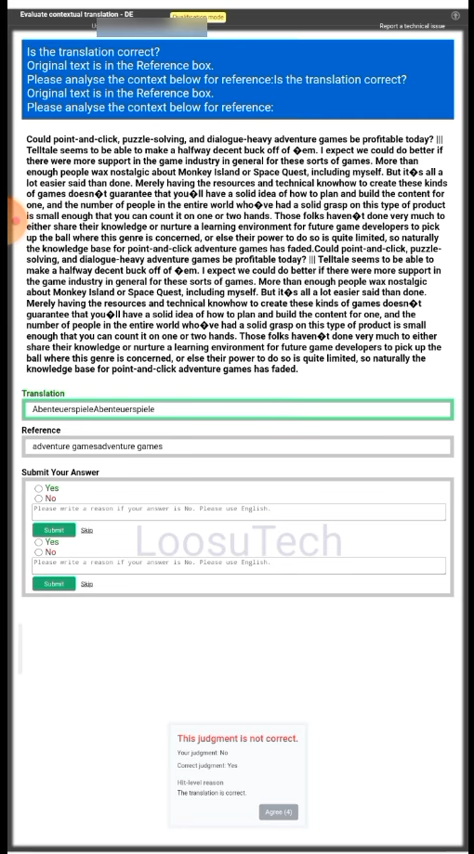 Evaluate contextual translation - DE
Qualification mode
Report a technical issue
Is the translation correct?
Original text is in the Reference box.
Please analyse the context below for reference:Is the translation correct?
Original text is in the Reference box.
Please analyse the context below for reference:
Could point-and-click, puzzle-solving, and dialogue-heavy adventure games be profitable today? |||
Telltale seems to be able to make a halfway decent buck off of �em. I expect we could do better if
there were more support in the game industry in general for these sorts of games. More than
enough people wax nostalgic about Monkey Island or Space Quest, including myself. But it�s all a
lot easier said than done. Merely having the resources and technical knowhow to create these kinds
of games doesn�t guarantee that you�ll have a solid idea of how to plan and build the content for
one, and the number of people in the entire world who�ve had a solid grasp on this type of product
is small enough that you can count it on one or two hands. Those folks haven�t done very much to
either share their knowledge or nurture a learning environment for future game developers to pick
up the ball where this genre is concerned, or else their power to do so is quite limited, so naturally
the knowledge base for point-and-click adventure games has faded.Could point-and-click, puzzle-
solving, and dialogue-heavy adventure games be profitable today? ||| Telltale seems to be able to
make a halfway decent buck off of �em. I expect we could do better if there were more support in
the game industry in general for these sorts of games. More than enough people wax nostalgic
about Monkey Island or Space Quest, including myself. But it�s all a lot easier said than done.
Merely having the resources and technical knowhow to create these kinds of games doesn�t
guarantee that you�ll have a solid idea of how to plan and build the content for one, and the
number of people in the entire world who�ve had a solid grasp on this type of product is small
enough that you can count it on one or two hands. Those folks haven�t done very much to either
share their knowledge or nurture a learning environment for future game developers to pick up the
ball where this genre is concerned, or else their power to do so is quite limited, so naturally the
knowledge base for point-and-click adventure games has faded.
Translation
AbenteuerspieleAbenteuerspiele
Reference
adventure gamesadventure games
Submit Your Answer
Yes
No
Please write a reason if your answer is No. Please use English.
Submit Skip
LoosuTech
Yes
No
Please write a reason if your answer is No. Please use English.
Submit Skip
This judgment is not correct.
Your judgment: No
Correct judgment: Yes
Hit-level reason
The translation is correct.
Agree (4)